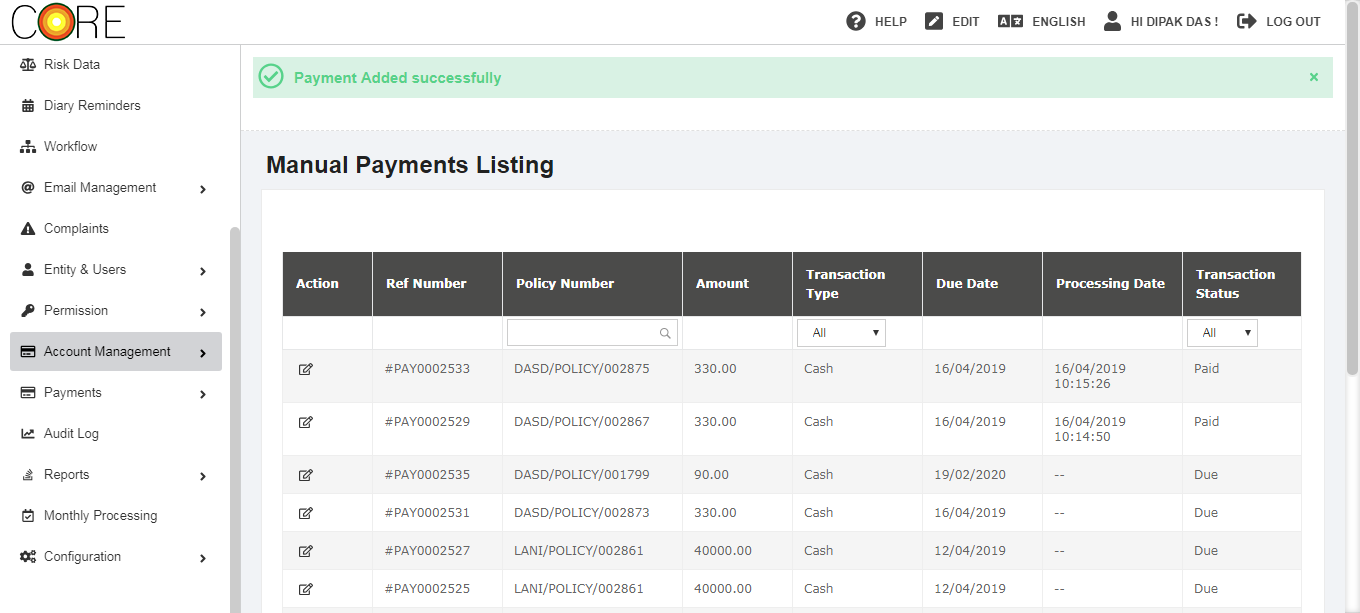 CORE
HELP
EDIT
ENGLISH
HI DIPAK DAS !
LOG OUT
Risk Data
Diary Reminders
Workflow
Email Management
Complaints
Entity & Users
Permission
Account Management
Payments
Audit Log
Reports
Monthly Processing
Configuration
Payment Added successfully ×
Manual Payments Listing
Action Ref Number Policy Number Amount Transaction Type Due Date Processing Date Transaction Status
All All
#PAY0002533 DASD/POLICY/002875 330.00 Cash 16/04/2019 16/04/2019 10:15:26 Paid
#PAY0002529 DASD/POLICY/002867 330.00 Cash 16/04/2019 16/04/2019 10:14:50 Paid
#PAY0002535 DASD/POLICY/001799 90.00 Cash 19/02/2020 -- Due
#PAY0002531 DASD/POLICY/002873 330.00 Cash 16/04/2019 -- Due
#PAY0002527 LANI/POLICY/002861 40000.00 Cash 12/04/2019 -- Due
#PAY0002525 LANI/POLICY/002861 40000.00 Cash 12/04/2019 -- Due